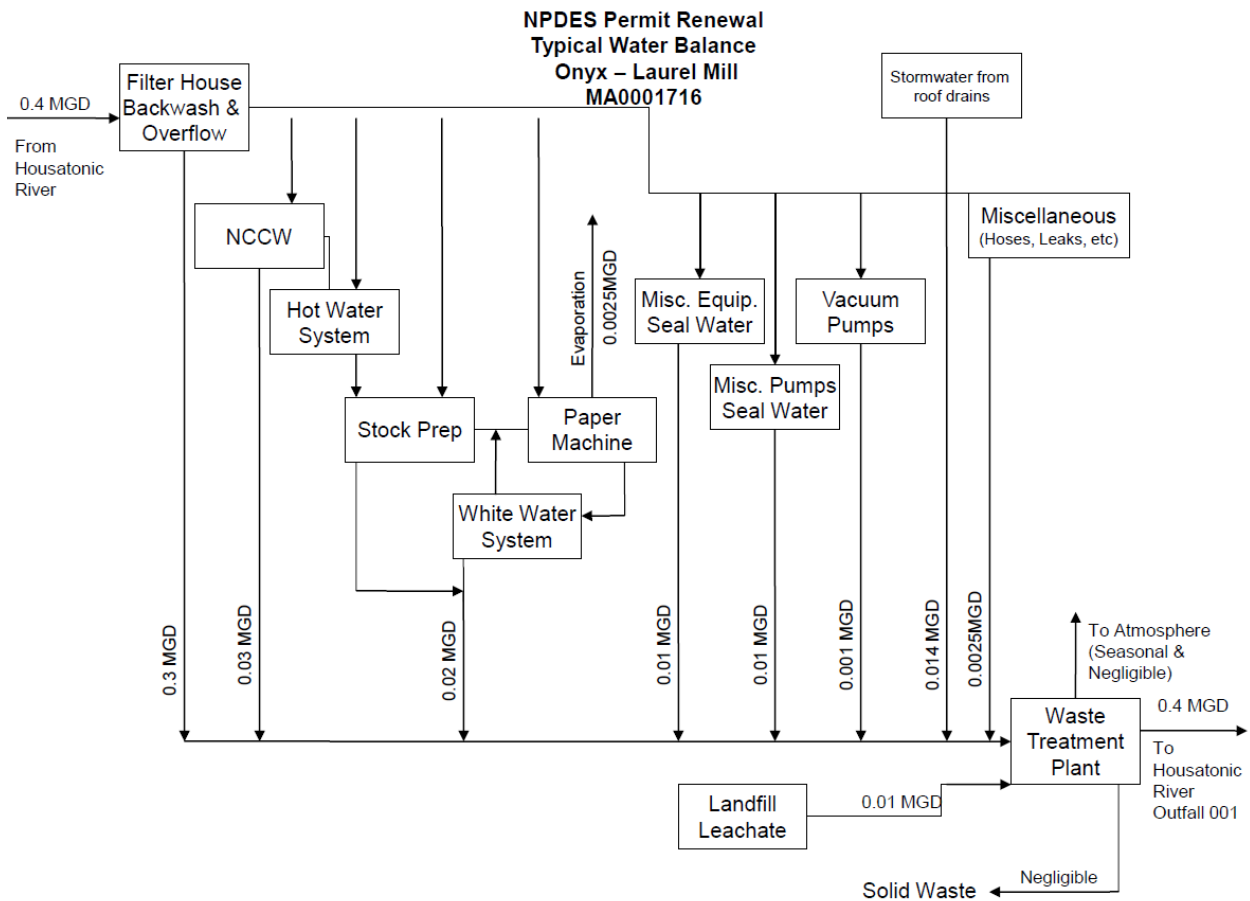 NPDES Permit Renewal
Typical Water Balance
Onyx – Laurel Mill
MA0001716
0.4 MGD
From
Housatonic
River
Filter House
Backwash &
Overflow
Stormwater from
roof drains
NCCW
Hot Water
System
Stock Prep
Paper
Machine
White Water
System
Evaporation
0.0025MGD
Misc. Equip.
Seal Water
Misc. Pumps
Seal Water
Vacuum
Pumps
Miscellaneous
(Hoses, Leaks, etc)
0.3 MGD
0.03 MGD
0.02 MGD
0.01 MGD
0.01 MGD
0.001 MGD
0.014 MGD
0.0025MGD
To Atmosphere
(Seasonal &
Negligible)
Waste
Treatment
Plant
0.4 MGD
To
Housatonic
River
Outfall 001
Landfill
Leachate
0.01 MGD
Negligible
Solid Waste